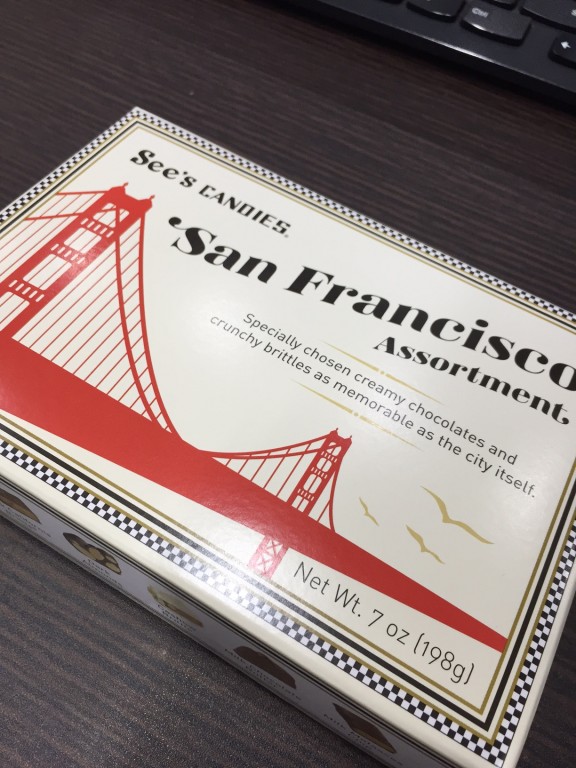 See's CANDIES®
'San Francisco
Assortment
Specially chosen creamy chocolates and
crunchy brittles as memorable as the city itself.
Net Wt. 7 oz (198g)
Ctrl